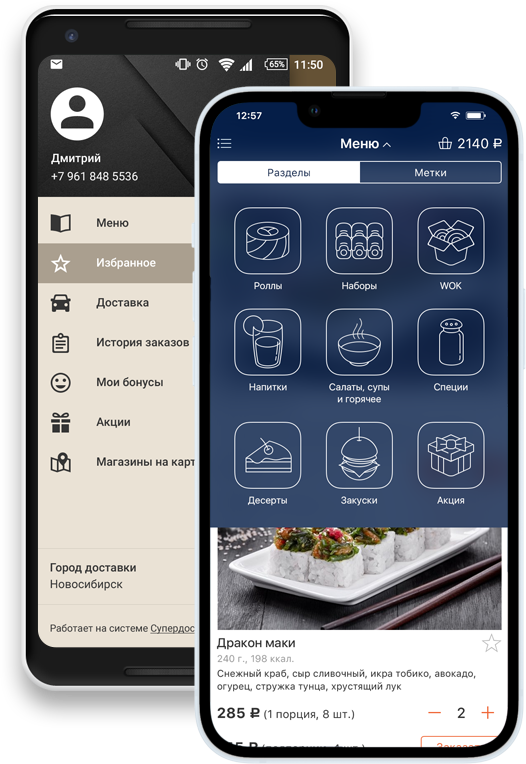 65%
11:50
Дмитрий
+7 961 848 5536
Меню
Избранное
Доставка
История заказов
Мои бонусы
Акции
Магазины на карт
Город доставки
Новосибирск
Работает на системе Супердос
12:57
Меню
2140 ₽
Разделы
Метки
Роллы
Наборы
WOK
Напитки
Салаты, супы
и горячее
Специи
Десерты
Закуски
Акция
Дракон маки
240 г., 198 ккал.
Снежный краб, сыр сливочный, икра тобико, авокадо,
огурец, стружка тунца, хрустящий лук
285 ₽ (1 порция, 8 шт.)
2